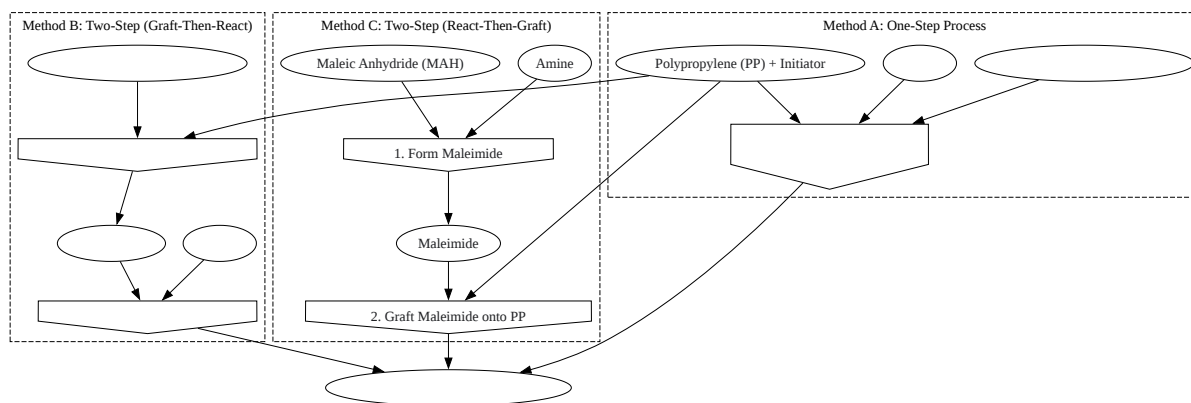 Method B: Two-Step (Graft-Then-React)
Method C: Two-Step (React-Then-Graft)
Method A: One-Step Process
Maleic Anhydride (MAH)
Amine
Polypropylene (PP) + Initiator
1. Form Maleimide
Maleimide
2. Graft Maleimide onto PP